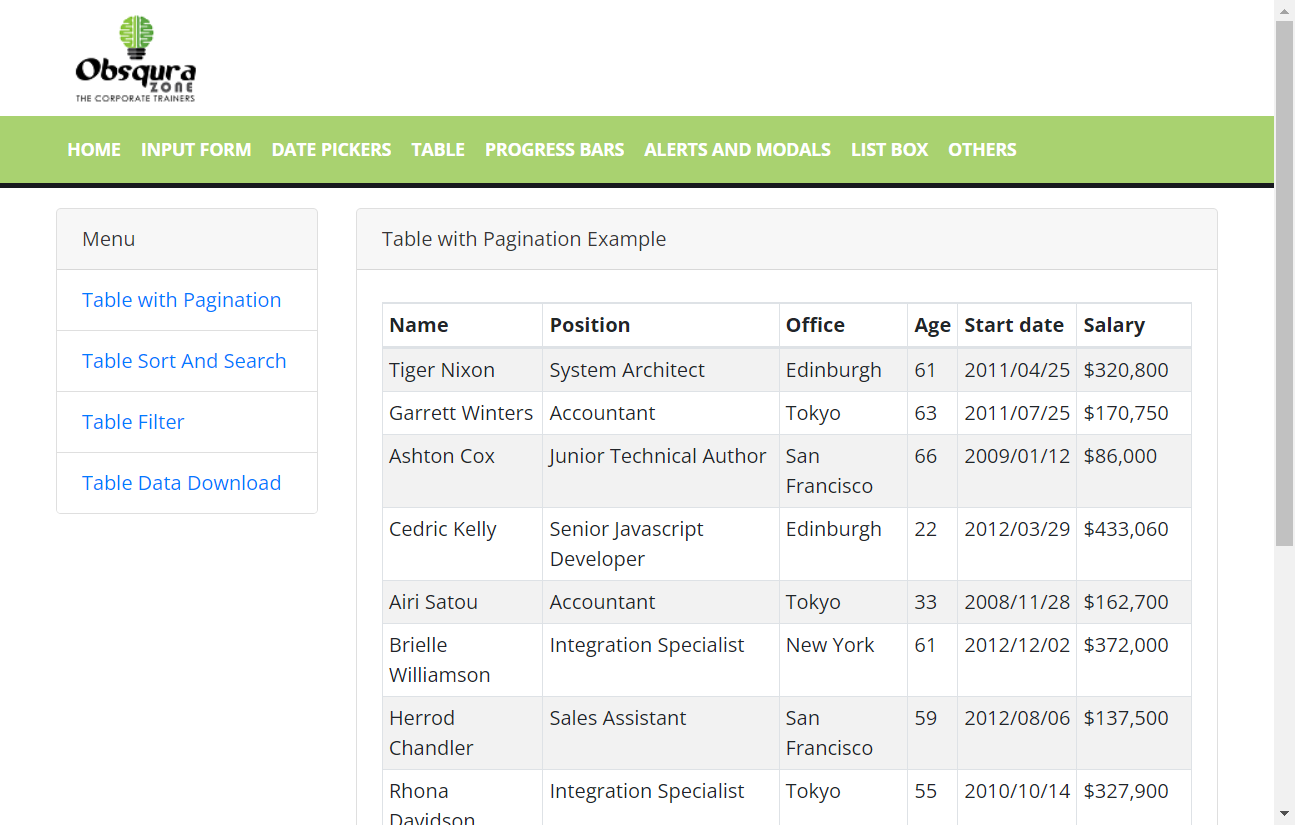 Obsqura
ZONE
THE CORPORATE TRAINERS
HOME INPUT FORM DATE PICKERS TABLE PROGRESS BARS ALERTS AND MODALS LIST BOX OTHERS
Menu
Table with Pagination
Table Sort And Search
Table Filter
Table Data Download
Table with Pagination Example
Name Position Office Age Start date Salary
Tiger Nixon System Architect Edinburgh 61 2011/04/25 $320,800
Garrett Winters Accountant Tokyo 63 2011/07/25 $170,750
Ashton Cox Junior Technical Author San 66 2009/01/12 $86,000
Francisco
Cedric Kelly Senior Javascript Edinburgh 22 2012/03/29 $433,060
Developer
Airi Satou Accountant Tokyo 33 2008/11/28 $162,700
Brielle Integration Specialist New York 61 2012/12/02 $372,000
Williamson
Herrod Sales Assistant San 59 2012/08/06 $137,500
Chandler Francisco
Rhona Integration Specialist Tokyo 55 2010/10/14 $327,900
Davidson